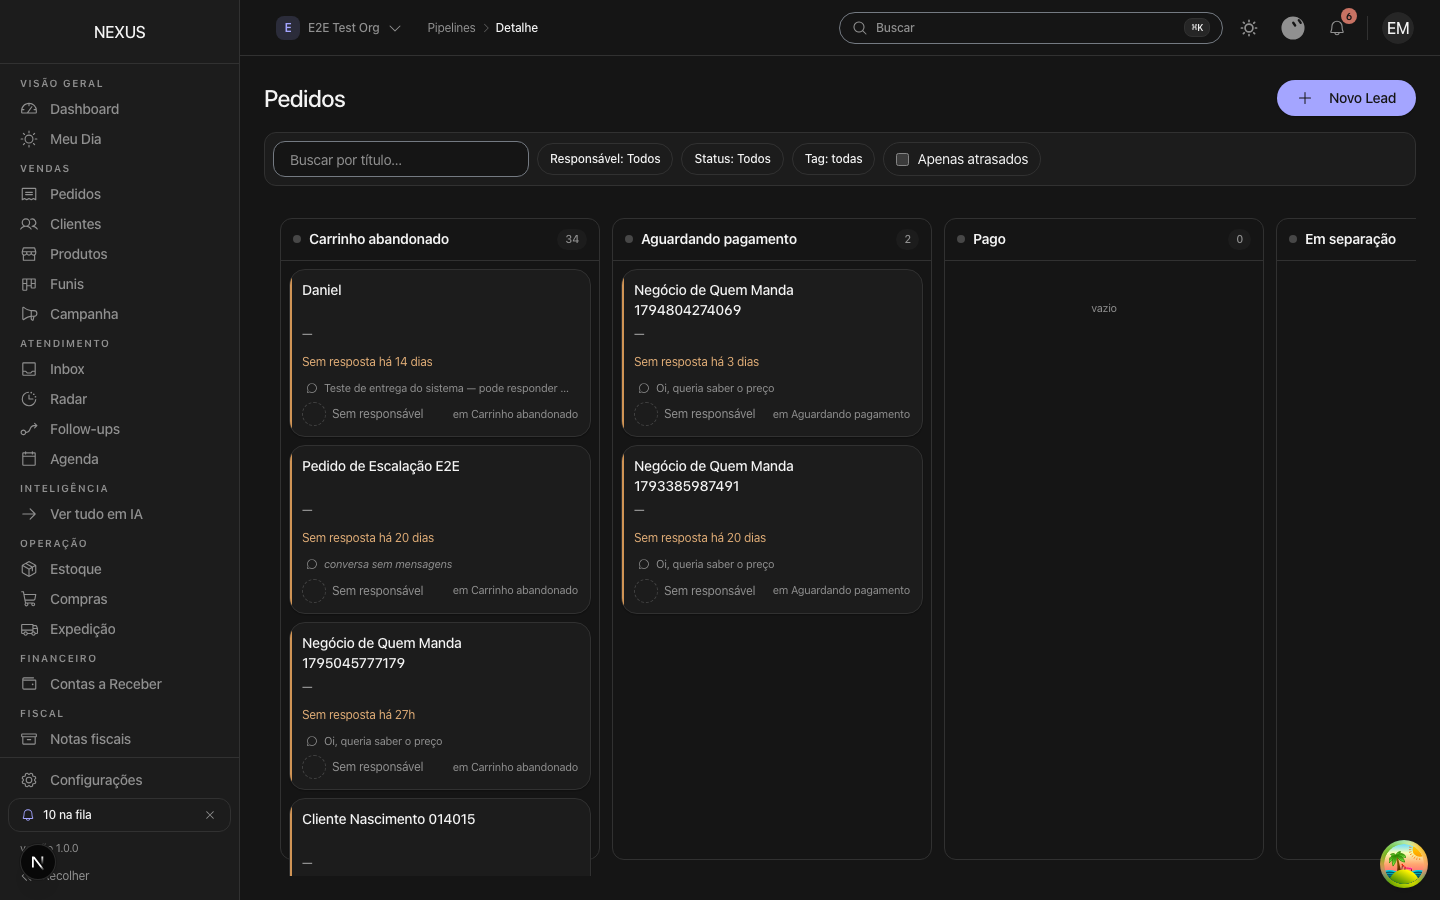 NEXUS
VISÃO GERAL
Dashboard
Meu Dia
VENDAS
Pedidos
Clientes
Produtos
Funis
Campanha
ATENDIMENTO
Inbox
Radar
Follow-ups
Agenda
INTELIGÊNCIA
Ver tudo em IA
OPERAÇÃO
Estoque
Compras
Expedição
FINANCEIRO
Contas a Receber
FISCAL
Notas fiscais
Configurações
10 na fila
1.0.0
N
E E2E Test Org
Pipelines > Detalhe
Buscar ⌘K
6
EM
Pedidos
+ Novo Lead
Buscar por título...
Responsável: Todos
Status: Todos
Tag: todas
Apenas atrasados
Carrinho abandonado 34
Daniel
—
Sem resposta há 14 dias
Teste de entrega do sistema — pode responder ...
Sem responsável em Carrinho abandonado
Pedido de Escalação E2E
—
Sem resposta há 20 dias
conversa sem mensagens
Sem responsável em Carrinho abandonado
Negócio de Quem Manda
1795045777179
—
Sem resposta há 27h
Oi, queria saber o preço
Sem responsável em Carrinho abandonado
Cliente Nascimento 014015
—
Aguardando pagamento 2
Negócio de Quem Manda
1794804274069
—
Sem resposta há 3 dias
Oi, queria saber o preço
Sem responsável em Aguardando pagamento
Negócio de Quem Manda
1793385987491
—
Sem resposta há 20 dias
Oi, queria saber o preço
Sem responsável em Aguardando pagamento
Pago 0
vazio
Em separação